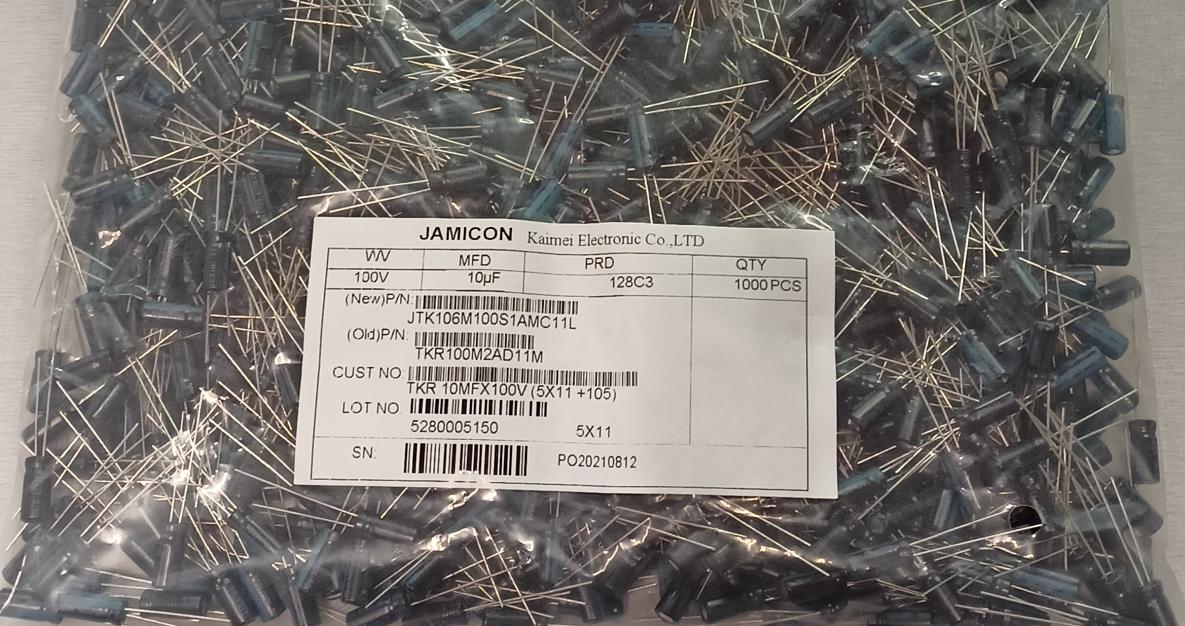 JAMICON Kaimei Electronic Co.,LTD
WV MFD PRD QTY
100V 10µF 128C3 1000 PCS
(New)P/N:
JTK106M100S1AMC11L
(Old)P/N:
TKR100M2AD11M
CUST NO:
TKR 10MFX100V (5X11 +105)
LOT NO.
5280005150 5X11
SN: PO20210812